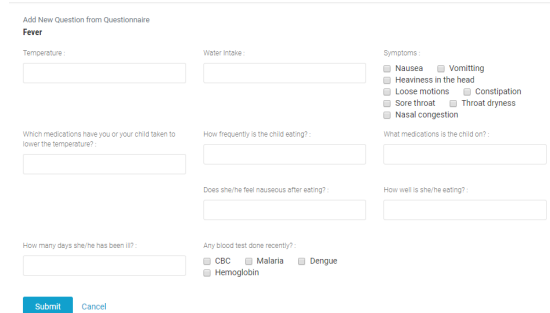 Add New Question from Questionnaire
Fever
Temperature :
Water Intake :
Symptoms :
Nausea Vomitting
Heaviness in the head
Loose motions Constipation
Sore throat Throat dryness
Nasal congestion
Which medications have you or your child taken to
lower the temperature? :
How frequently is the child eating? :
What medications is the child on? :
Does she/he feel nauseous after eating? :
How well is she/he eating? :
How many days she/he has been ill? :
Any blood test done recently? :
CBC Malaria Dengue
Hemoglobin
Submit Cancel